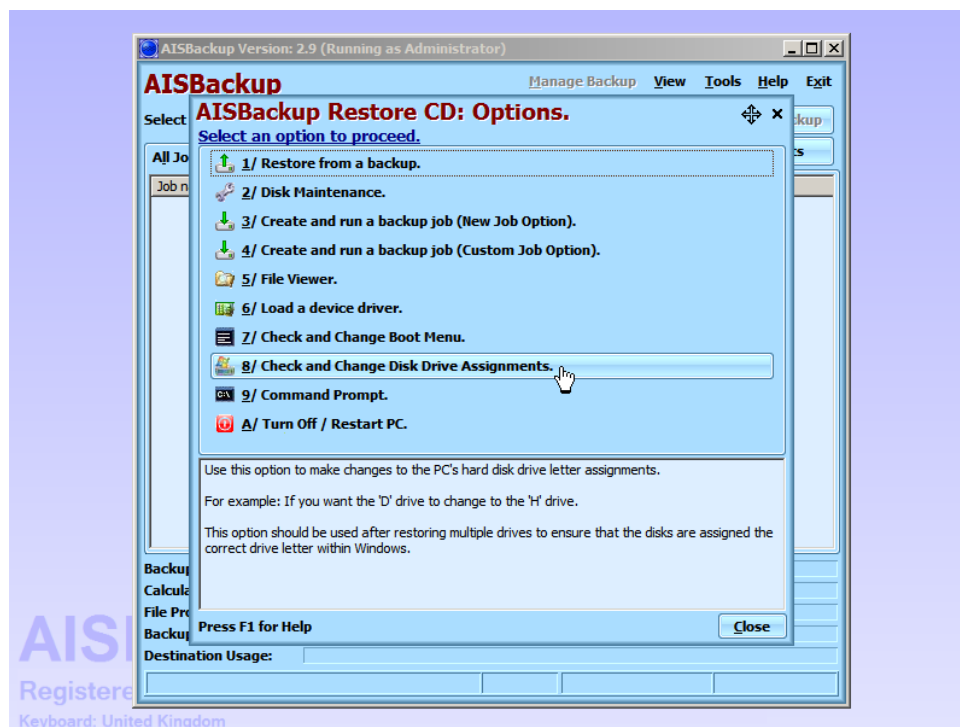 AISBackup Version: 2.9 (Running as Administrator)
AISBackup
Manage Backup View Tools Help Exit
Select
AISBackup Restore CD: Options.
Select an option to proceed.
All Jo
Job n
1/ Restore from a backup.
2/ Disk Maintenance.
3/ Create and run a backup job (New Job Option).
4/ Create and run a backup job (Custom Job Option).
5/ File Viewer.
6/ Load a device driver.
7/ Check and Change Boot Menu.
8/ Check and Change Disk Drive Assignments.
9/ Command Prompt.
A/ Turn Off / Restart PC.
Use this option to make changes to the PC's hard disk drive letter assignments.
For example: If you want the 'D' drive to change to the 'H' drive.
This option should be used after restoring multiple drives to ensure that the disks are assigned the
correct drive letter within Windows.
Press F1 for Help
Close
Backup
Calcula
File Pro
Backup
Destination Usage:
AIS
Registere
Keyboard: United Kingdom